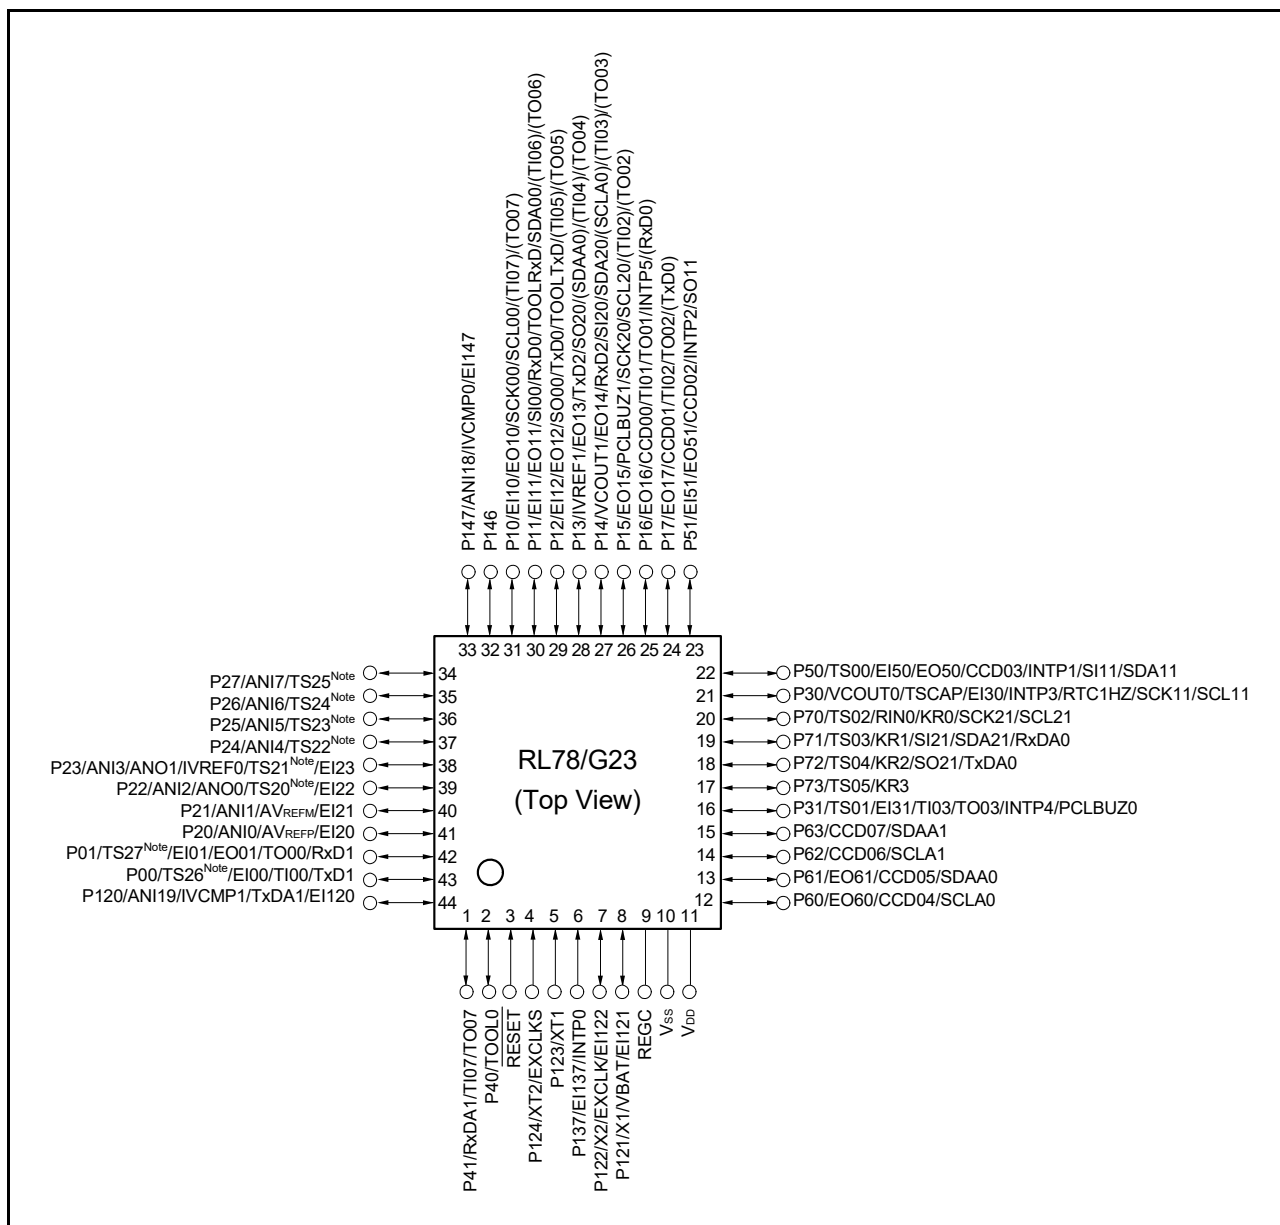 P147/ANI18/IVCMP0/EI147
P146
P10/EI10/EO10/SCK00/SCL00/(TI07)/(TO07)
P11/EI11/EO11/SI00/RxD0/TOOLRxD/SDA00/(TI06)/(TO06)
P12/EI12/EO12/SO00/TxD0/TOOLTxD/(TI05)/(TO05)
P13/IVREF1/EO13/TxD2/SO20/(SDAA0)/(TI04)/(TO04)
P14/VCOUT1/EO14/RxD2/SI20/SDA20/(SCLA0)/(TI03)/(TO03)
P15/EO15/PCLBUZ1/SCK20/SCL20/(TI02)/(TO02)
P16/EO16/CCD00/TI01/TO01/INTP5/(RxD0)
P17/EO17/CCD01/TI02/TO02/(TxD0)
P51/EI51/EO51/CCD02/INTP2/SO11
33 32 31 30 29 28 27 26 25 24 23
P27/ANI7/TS25Note 34
P26/ANI6/TS24Note 35
P25/ANI5/TS23Note 36
P24/ANI4/TS22Note 37
P23/ANI3/ANO1/IVREF0/TS21Note/EI23 38
P22/ANI2/ANO0/TS20Note/EI22 39
P21/ANI1/AVREFM/EI21 40
P20/ANI0/AVREFP/EI20 41
P01/TS27Note/EI01/EO01/TO00/RxD1 42
P00/TS26Note/EI00/TI00/TxD1 43
P120/ANI19/IVCMP1/TxDA1/EI120 44
RL78/G23
(Top View)
22 P50/TS00/EI50/EO50/CCD03/INTP1/SI11/SDA11
21 P30/VCOUT0/TSCAP/EI30/INTP3/RTC1HZ/SCK11/SCL11
20 P70/TS02/RIN0/KR0/SCK21/SCL21
19 P71/TS03/KR1/SI21/SDA21/RxDA0
18 P72/TS04/KR2/SO21/TxDA0
17 P73/TS05/KR3
16 P31/TS01/EI31/TI03/TO03/INTP4/PCLBUZ0
15 P63/CCD07/SDAA1
14 P62/CCD06/SCLA1
13 P61/EO61/CCD05/SDAA0
12 P60/EO60/CCD04/SCLA0
1 2 3 4 5 6 7 8 9 10 11
P41/RxDA1/TI07/TO07
P40/TOOL0
RESET
P124/XT2/EXCLKS
P123/XT1
P137/EI137/INTP0
P122/X2/EXCLK/EI122
P121/X1/VBAT/EI121
REGC
VSS
VDD